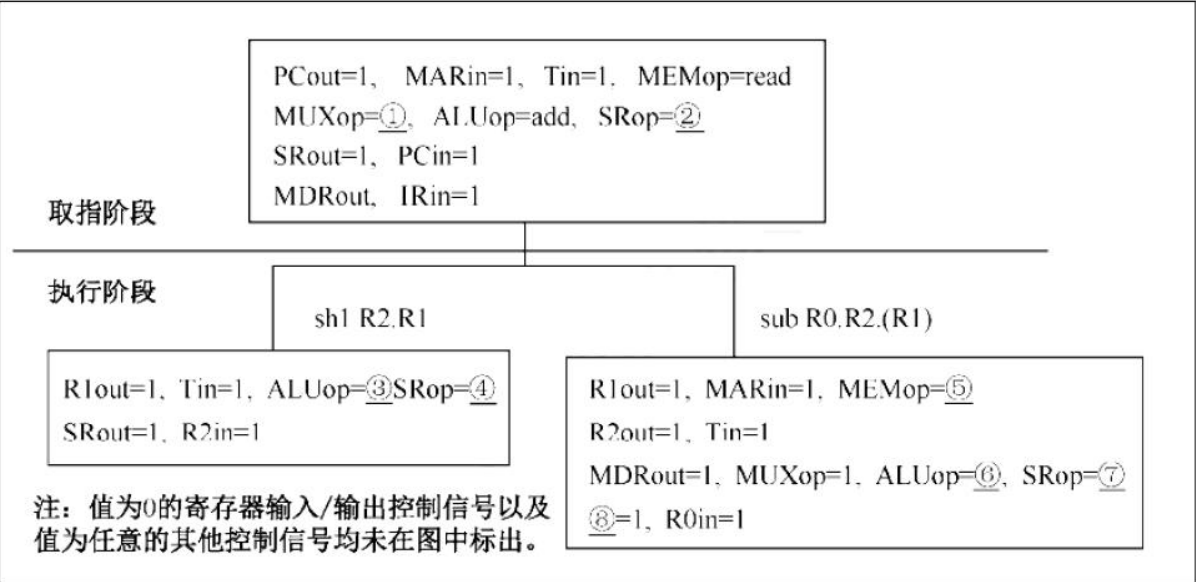 PCout=1, MARin=1, Tin=1, MEMop=read
MUXop=①, ALUop=add, SRop=②
SRout=1, PCin=1
MDRout, IRin=1
取指阶段
执行阶段
sh1 R2.R1
sub R0.R2.(R1)
R1out=1, Tin=1, ALUop=③SRop=④
SRout=1, R2in=1
R1out=1, MARin=1, MEMop=⑤
R2out=1, Tin=1
MDRout=1, MUXop=1, ALUop=⑥, SRop=⑦
⑧=1, R0in=1
注：值为0的寄存器输入/输出控制信号以及
值为任意的其他控制信号均未在图中标出。